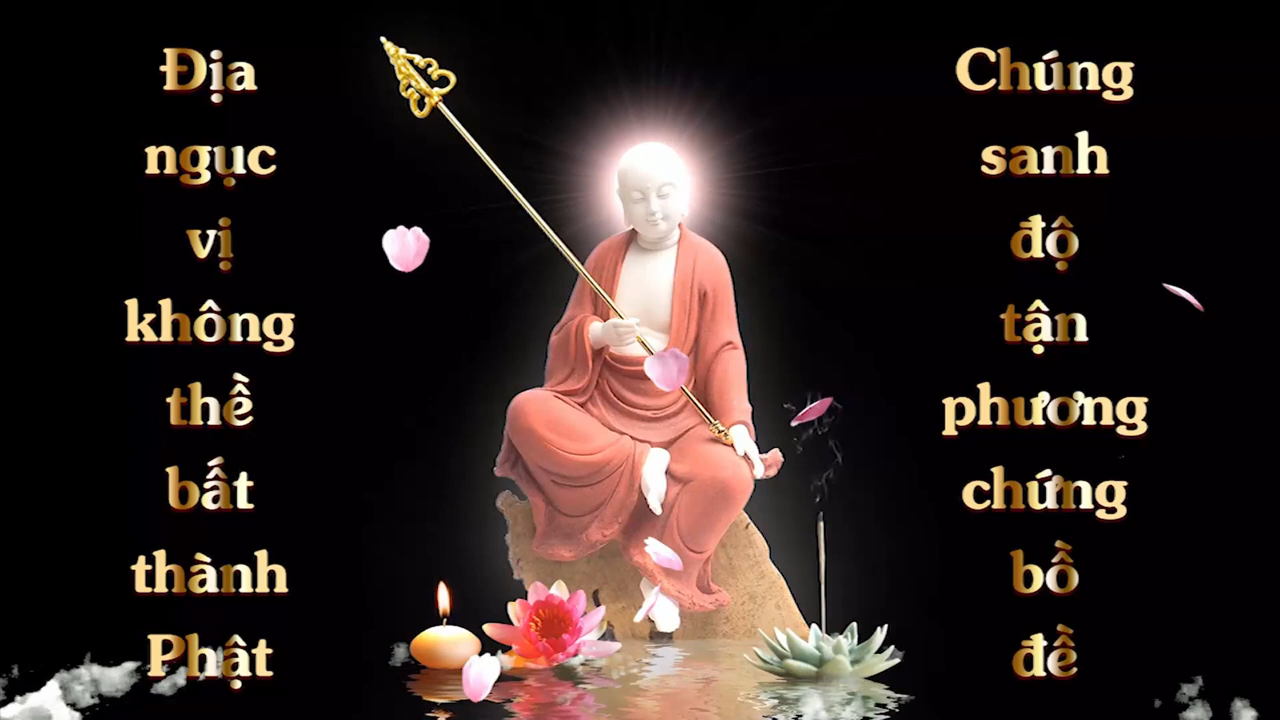 Địa
ngục
vị
không
thề
bất
thành
Phật
Chúng
sanh
độ
tận
phương
chứng
bồ
đề